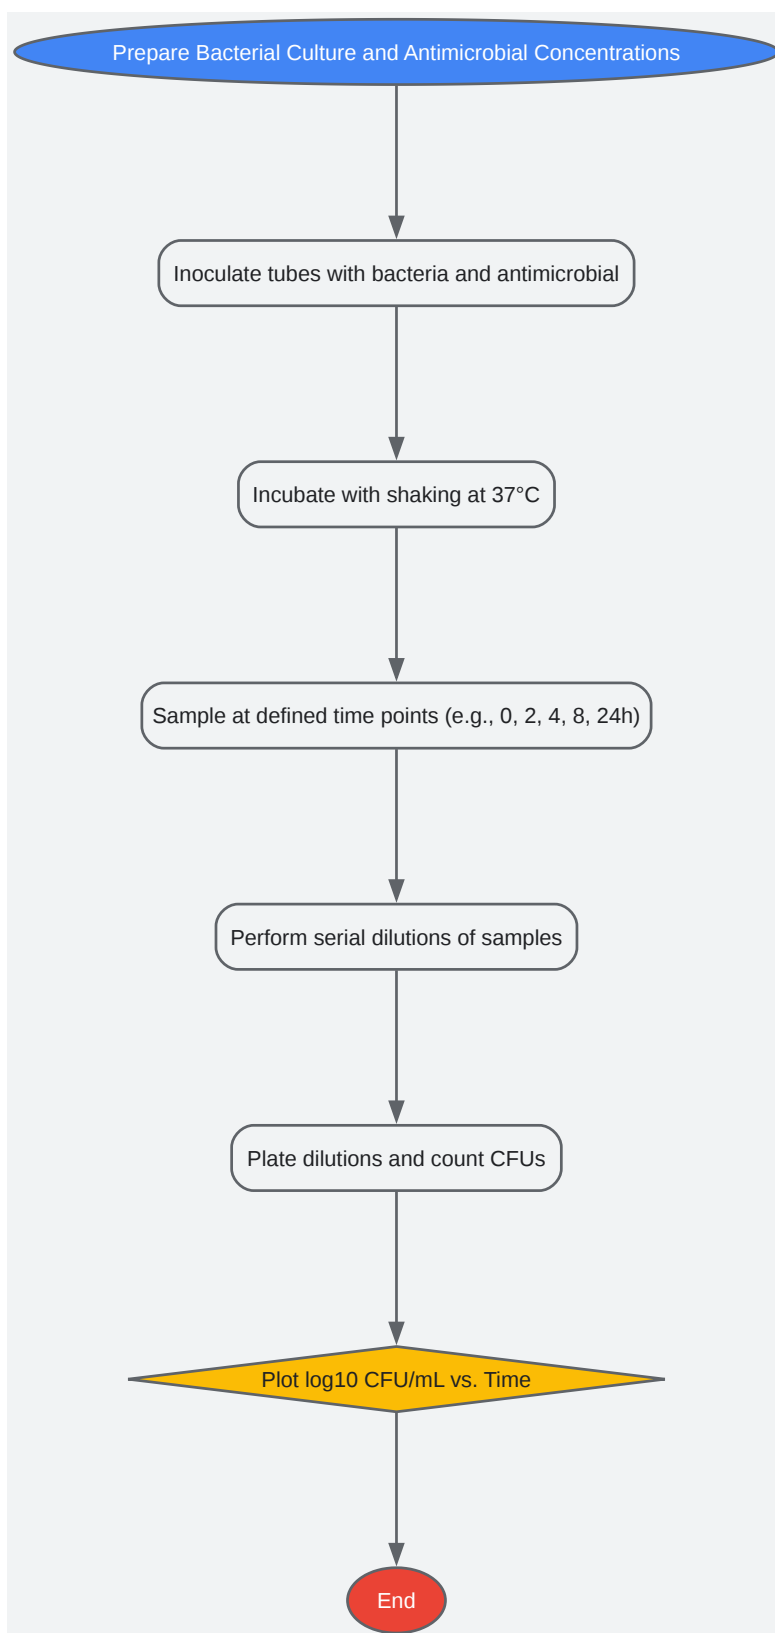 Prepare Bacterial Culture and Antimicrobial Concentrations
Inoculate tubes with bacteria and antimicrobial
Incubate with shaking at 37°C
Sample at defined time points (e.g., 0, 2, 4, 8, 24h)
Perform serial dilutions of samples
Plate dilutions and count CFUs
Plot log10 CFU/mL vs. Time
End